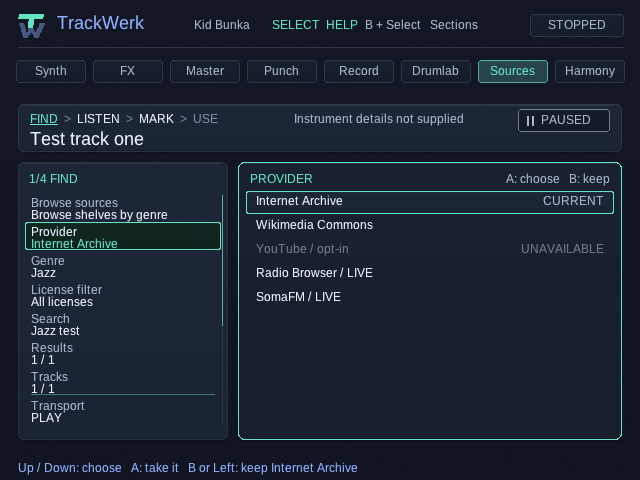 TW TrackWerk Kid Bunka SELECT HELP B + Select Sections STOPPED
Synth FX Master Punch Record Drumlab Sources Harmony
FIND > LISTEN > MARK > USE Instrument details not supplied PAUSED
Test track one
1/4 FIND
Browse sources
Browse shelves by genre
Provider
Internet Archive
Genre
Jazz
License filter
All licenses
Search
Jazz test
Results
1 / 1
Tracks
1 / 1
Transport
PLAY
PROVIDER A: choose B: keep
Internet Archive CURRENT
Wikimedia Commons
YouTube / opt-in UNAVAILABLE
Radio Browser / LIVE
SomaFM / LIVE
Up / Down: choose A: take it B or Left: keep Internet Archive